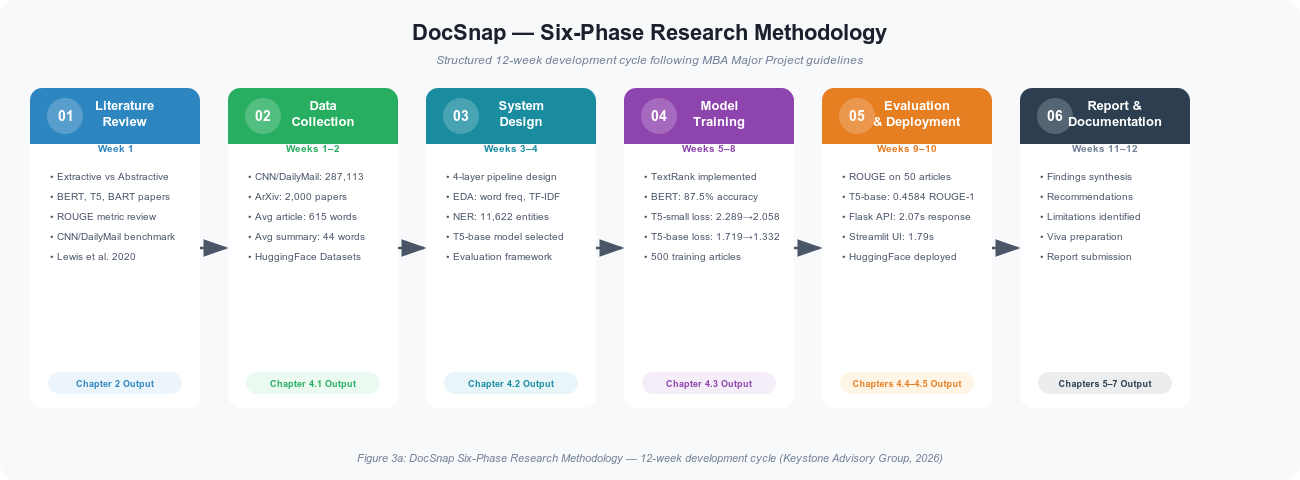 DocSnap — Six-Phase Research Methodology
Structured 12-week development cycle following MBA Major Project guidelines
01
Literature
Review
Week 1
• Extractive vs Abstractive
• BERT, T5, BART papers
• ROUGE metric review
• CNN/DailyMail benchmark
• Lewis et al. 2020
Chapter 2 Output
02
Data
Collection
Weeks 1–2
• CNN/DailyMail: 287,113
• ArXiv: 2,000 papers
• Avg article: 615 words
• Avg summary: 44 words
• HuggingFace Datasets
Chapter 4.1 Output
03
System
Design
Weeks 3–4
• 4-layer pipeline design
• EDA: word freq, TF-IDF
• NER: 11,622 entities
• T5-base model selected
• Evaluation framework
Chapter 4.2 Output
04
Model
Training
Weeks 5–8
• TextRank implemented
• BERT: 87.5% accuracy
• T5-small loss: 2.289→2.058
• T5-base loss: 1.719→1.332
• 500 training articles
Chapter 4.3 Output
05
Evaluation
& Deployment
Weeks 9–10
• ROUGE on 50 articles
• T5-base: 0.4584 ROUGE-1
• Flask API: 2.07s response
• Streamlit UI: 1.79s
• HuggingFace deployed
Chapters 4.4–4.5 Output
06
Report &
Documentation
Weeks 11–12
• Findings synthesis
• Recommendations
• Limitations identified
• Viva preparation
• Report submission
Chapters 5–7 Output
Figure 3a: DocSnap Six-Phase Research Methodology — 12-week development cycle (Keystone Advisory Group, 2026)